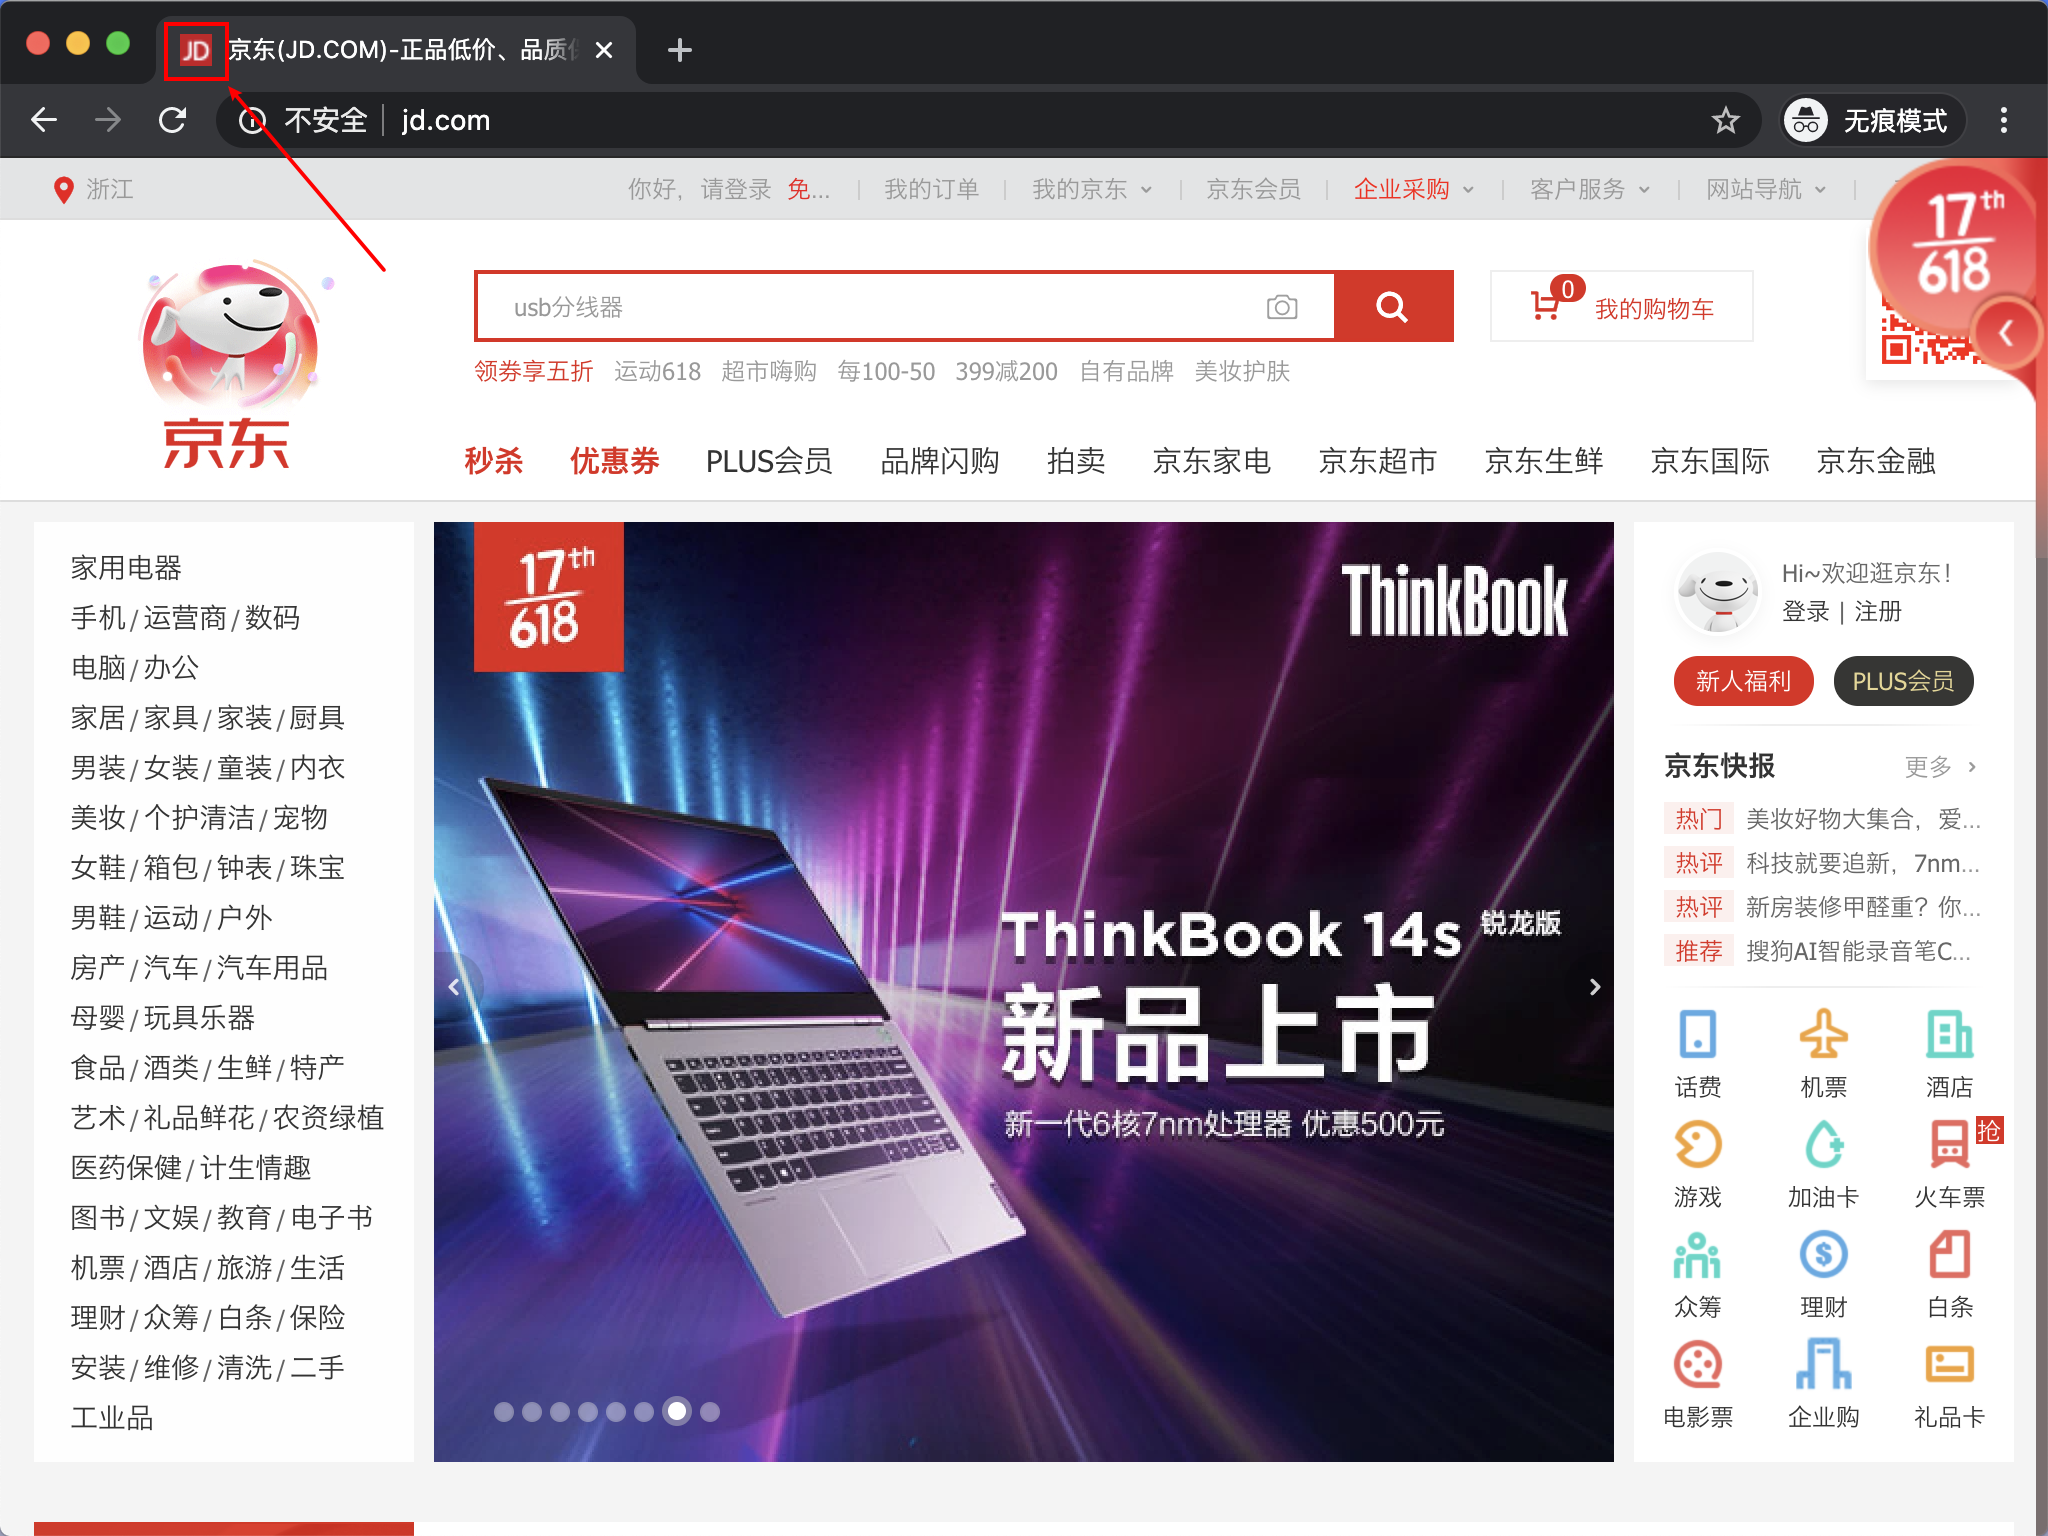 JD 京东(JD.COM)-正品低价、品质
不安全 jd.com 无痕模式
浙江 你好，请登录 免... 我的订单 我的京东 京东会员 企业采购 客户服务 网站导航
17th
618
usb分线器
0 我的购物车
领券享五折 运动618 超市嗨购 每100-50 399减200 自有品牌 美妆护肤
京东
秒杀 优惠券 PLUS会员 品牌闪购 拍卖 京东家电 京东超市 京东生鲜 京东国际 京东金融
家用电器
手机/运营商/数码
电脑/办公
家居/家具/家装/厨具
男装/女装/童装/内衣
美妆/个护清洁/宠物
女鞋/箱包/钟表/珠宝
男鞋/运动/户外
房产/汽车/汽车用品
母婴/玩具乐器
食品/酒类/生鲜/特产
艺术/礼品鲜花/农资绿植
医药保健/计生情趣
图书/文娱/教育/电子书
机票/酒店/旅游/生活
理财/众筹/白条/保险
安装/维修/清洗/二手
工业品
17th
618
ThinkBook
ThinkBook 14s 锐龙版
新品上市
新一代6核7nm处理器 优惠500元
Hi~欢迎逛京东!
登录 | 注册
新人福利 PLUS会员
京东快报 更多
热门 美妆好物大集合，爱...
热评 科技就要追新，7nm...
热评 新房装修甲醛重？你...
推荐 搜狗AI智能录音笔C...
话费 机票 酒店
抢
游戏 加油卡 火车票
众筹 理财 白条
电影票 企业购 礼品卡